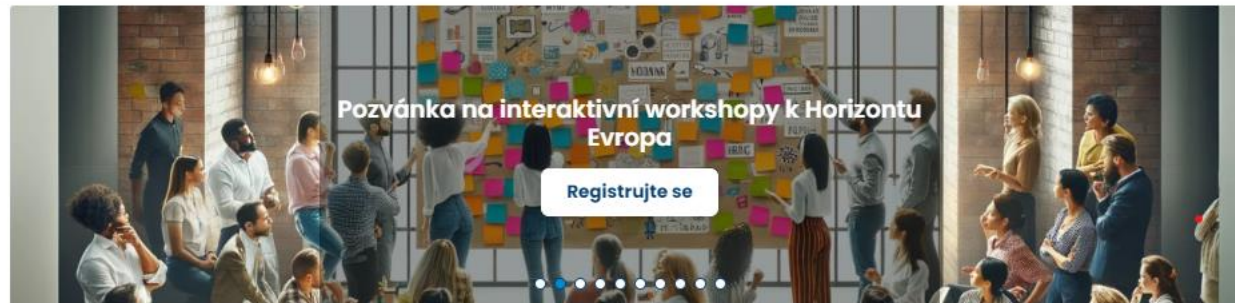 Pozvánka na interaktivní workshopy k Horizontu
Evropa
Registrujte se